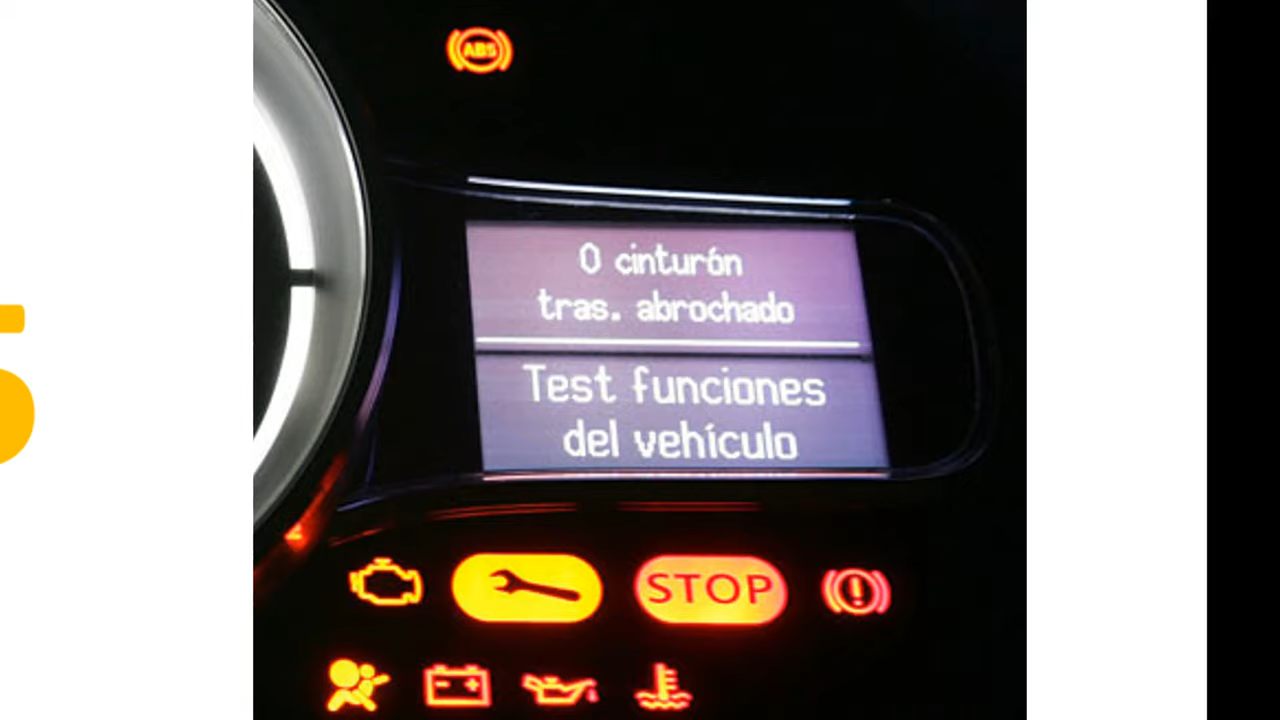 ABS
0 cinturón
tras. abrochado
Test funciones
del vehículo
STOP